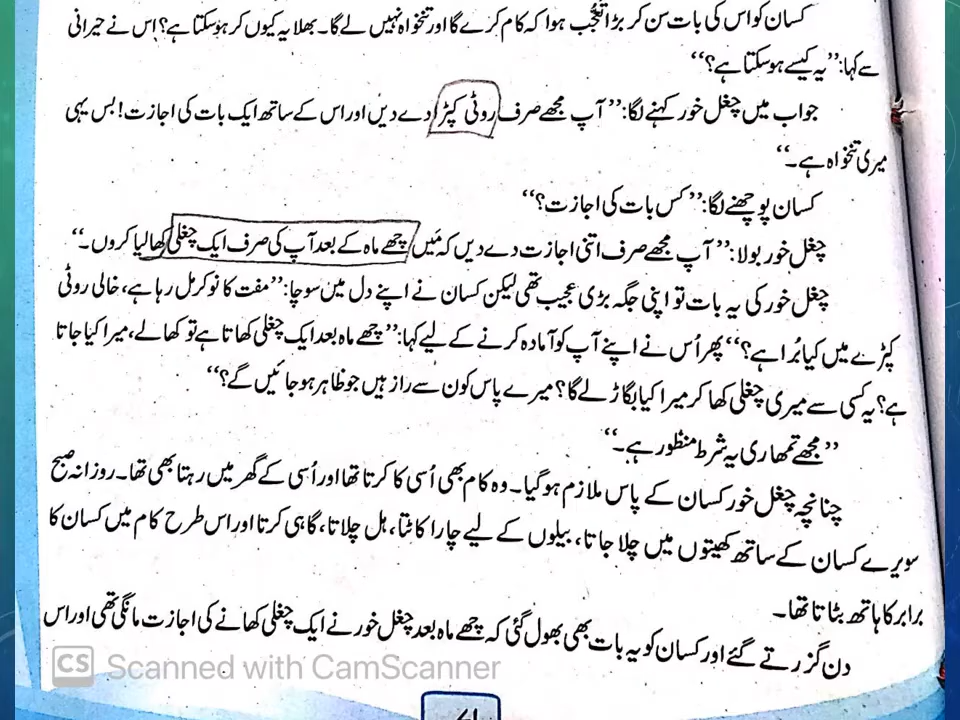 کسان کو اس کی بات سن کر بڑا تعجّب ہوا کہ کام کرے گا اور تنخواہ نہیں لے گا۔ بھلا یہ کیوں کر ہو سکتا ہے؟ اس نے حیرانی
سے کہا: ”یہ کیسے ہو سکتا ہے؟“
جواب میں چغل خور کہنے لگا: ”آپ مجھے صرف روٹی کپڑا دے دیں اور اس کے ساتھ ایک بات کی اجازت! بس یہی
میری تنخواہ ہے۔“
کسان پوچھنے لگا: ”کس بات کی اجازت؟“
چغل خور بولا: ”آپ مجھے صرف اتنی اجازت دے دیں کہ مَیں چھے ماہ کے بعد آپ کی صرف ایک چغلی کھا لیا کروں۔“
چغل خور کی یہ بات تو اپنی جگہ بڑی عجیب تھی لیکن کسان نے اپنے دل میں سوچا: ”مفت کا نوکر مل رہا ہے، خالی روٹی
کپڑے میں کیا بُرا ہے؟“ پھر اُس نے اپنے آپ کو آمادہ کرنے کے لیے کہا: ”چھے ماہ بعد ایک چغلی کھاتا ہے تو کھا لے، میرا کیا جاتا
ہے؟ یہ کسی سے میری چغلی کھا کر میرا کیا بگاڑ لے گا؟ میرے پاس کون سے راز ہیں جو ظاہر ہو جائیں گے؟“
”مجھے تمھاری یہ شرط منظور ہے۔“
چنانچہ چغل خور کسان کے پاس ملازم ہو گیا۔ وہ کام بھی اُسی کا کرتا تھا اور اُسی کے گھر میں رہتا بھی تھا۔ روزانہ صبح
سویرے کسان کے ساتھ کھیتوں میں چلا جاتا، بیلوں کے لیے چارا کاٹتا، ہل چلاتا، گاہی کرتا اور اس طرح کام میں کسان کا
برابر کا ہاتھ بٹاتا تھا۔
دن گزرتے گئے اور کسان کو یہ بات بھی بھول گئی کہ چھے ماہ بعد چغل خور نے ایک چغلی کھانے کی اجازت مانگی تھی اور اس
CS Scanned with CamScanner